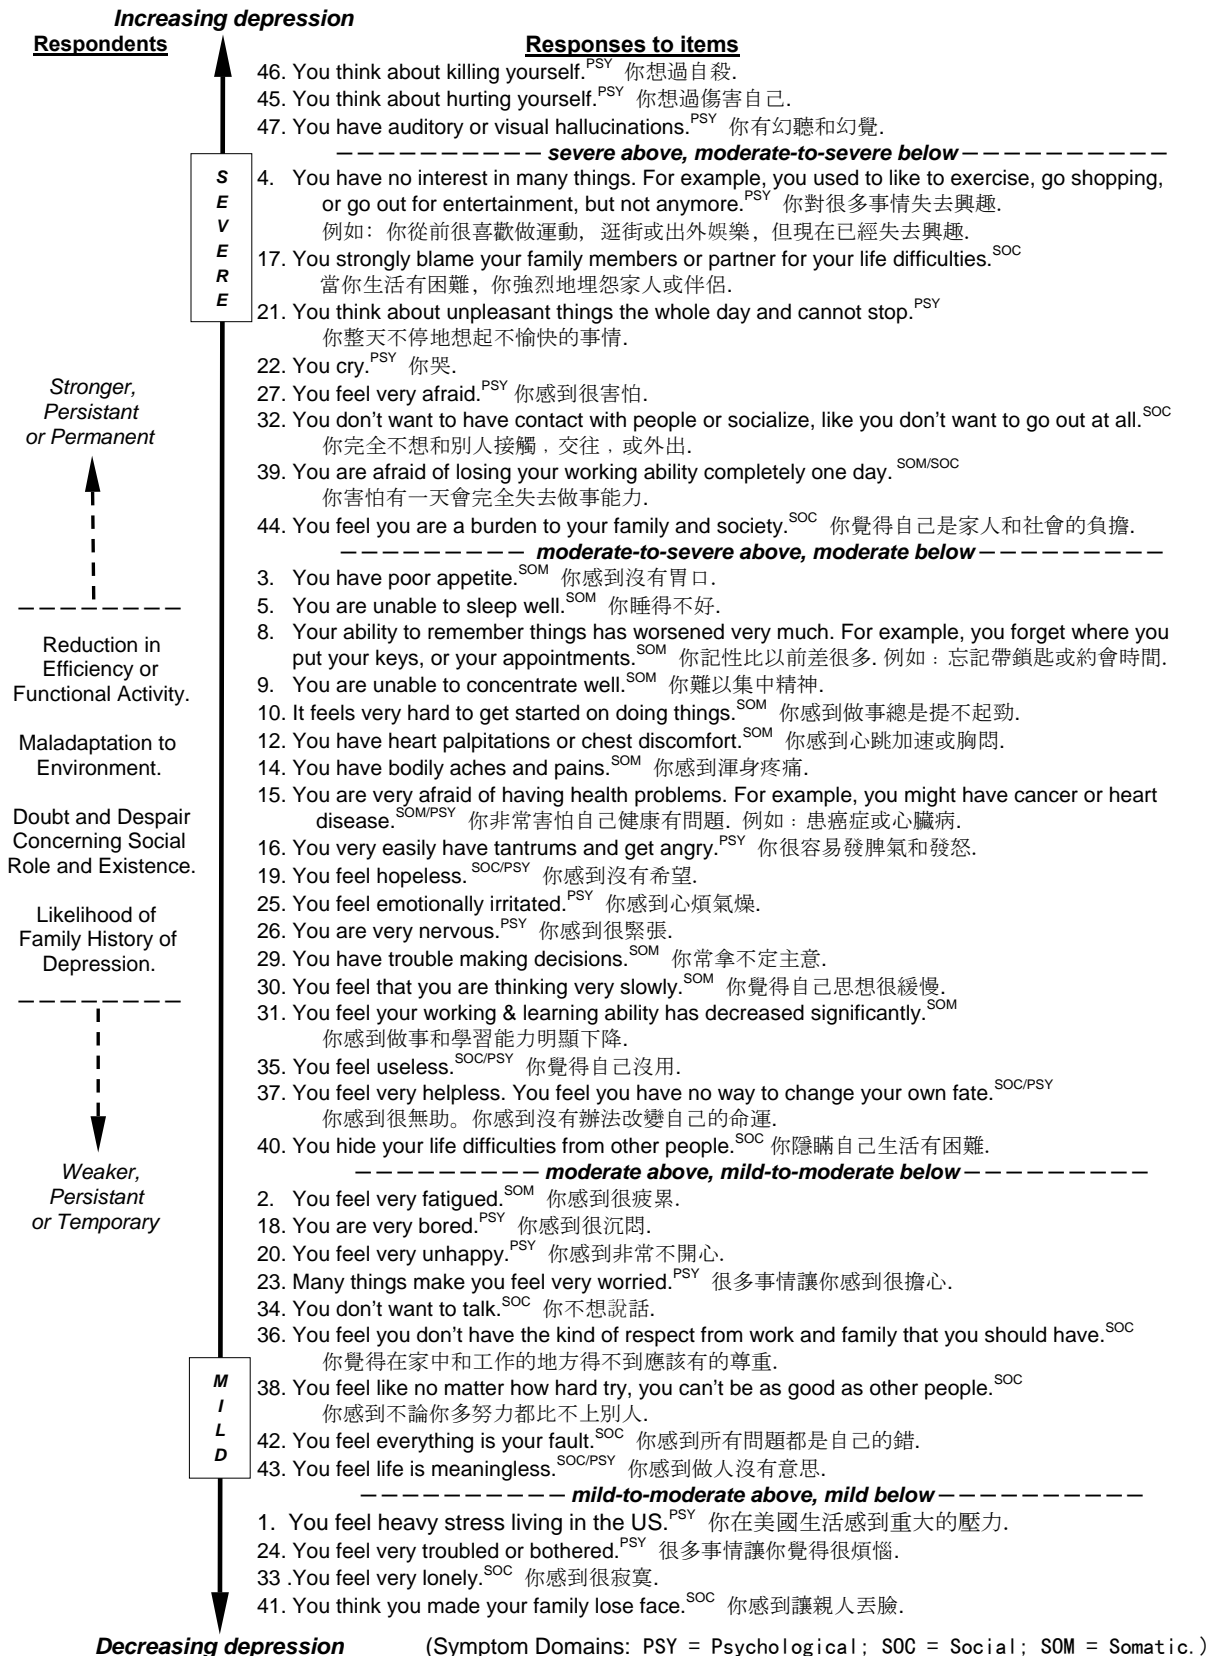 Increasing depression
Respondents
Responses to items
46. You think about killing yourself.PSY 你想過自殺.
45. You think about hurting yourself.PSY 你想過傷害自己.
47. You have auditory or visual hallucinations.PSY 你有幻聽和幻覺.
severe above, moderate-to-severe below
4. You have no interest in many things. For example, you used to like to exercise, go shopping,
or go out for entertainment, but not anymore.PSY 你對很多事情失去興趣.
例如: 你從前很喜歡做運動, 逛街或出外娛樂, 但現在已經失去興趣.
17. You strongly blame your family members or partner for your life difficulties.SOC
當你生活有困難, 你強烈地埋怨家人或伴侶.
21. You think about unpleasant things the whole day and cannot stop.PSY
你整天不停地想起不愉快的事情.
22. You cry.PSY 你哭.
27. You feel very afraid.PSY 你感到很害怕.
32. You don't want to have contact with people or socialize, like you don't want to go out at all.SOC
你完全不想和別人接觸﹐交往﹐或外出.
39. You are afraid of losing your working ability completely one day. SOM/SOC
你害怕有一天會完全失去做事能力.
44. You feel you are a burden to your family and society.SOC 你覺得自己是家人和社會的負擔.
moderate-to-severe above, moderate below
3. You have poor appetite.SOM 你感到沒有胃口.
5. You are unable to sleep well.SOM 你睡得不好.
8. Your ability to remember things has worsened very much. For example, you forget where you
put your keys, or your appointments.SOM 你記性比以前差很多. 例如﹕忘記帶鎖匙或約會時間.
9. You are unable to concentrate well.SOM 你難以集中精神.
10. It feels very hard to get started on doing things.SOM 你感到做事總是提不起勁.
12. You have heart palpitations or chest discomfort.SOM 你感到心跳加速或胸悶.
14. You have bodily aches and pains.SOM 你感到渾身疼痛.
15. You are very afraid of having health problems. For example, you might have cancer or heart
disease.SOM/PSY 你非常害怕自己健康有問題. 例如﹕患癌症或心臟病.
16. You very easily have tantrums and get angry.PSY 你很容易發脾氣和發怒.
19. You feel hopeless. SOC/PSY 你感到沒有希望.
25. You feel emotionally irritated.PSY 你感到心煩氣燥.
26. You are very nervous.PSY 你感到很緊張.
29. You have trouble making decisions.SOM 你常拿不定主意.
30. You feel that you are thinking very slowly.SOM 你覺得自己思想很緩慢.
31. You feel your working & learning ability has decreased significantly.SOM
你感到做事和學習能力明顯下降.
35. You feel useless.SOC/PSY 你覺得自己沒用.
37. You feel very helpless. You feel you have no way to change your own fate.SOC/PSY
你感到很無助。你感到沒有辦法改變自己的命運.
40. You hide your life difficulties from other people.SOC 你隱瞞自己生活有困難.
moderate above, mild-to-moderate below
2. You feel very fatigued.SOM 你感到很疲累.
18. You are very bored.PSY 你感到很沉悶.
20. You feel very unhappy.PSY 你感到非常不開心.
23. Many things make you feel very worried.PSY 很多事情讓你感到很擔心.
34. You don't want to talk.SOC 你不想說話.
36. You feel you don't have the kind of respect from work and family that you should have.SOC
你覺得在家中和工作的地方得不到應該有的尊重.
38. You feel like no matter how hard try, you can't be as good as other people.SOC
你感到不論你多努力都比不上別人.
42. You feel everything is your fault.SOC 你感到所有問題都是自己的錯.
43. You feel life is meaningless.SOC/PSY 你感到做人沒有意思.
mild-to-moderate above, mild below
1. You feel heavy stress living in the US.PSY 你在美國生活感到重大的壓力.
24. You feel very troubled or bothered.PSY 很多事情讓你覺得很煩惱.
33 .You feel very lonely.SOC 你感到很寂寞.
41. You think you made your family lose face.SOC 你感到讓親人丟臉.
SEVERE
Stronger,
Persistant
or Permanent
Reduction in
Efficiency or
Functional Activity.
Maladaptation to
Environment.
Doubt and Despair
Concerning Social
Role and Existence.
Likelihood of
Family History of
Depression.
Weaker,
Persistant
or Temporary
MILD
Decreasing depression
(Symptom Domains: PSY = Psychological; SOC = Social; SOM = Somatic.)